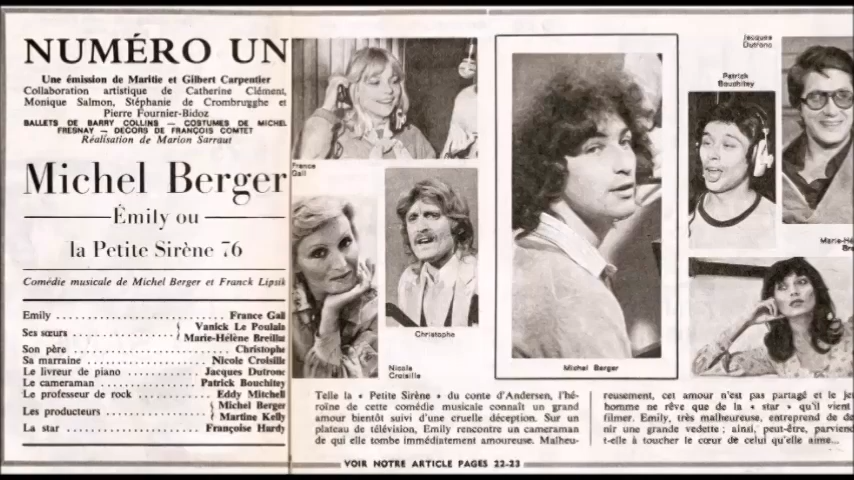 NUMÉRO UN
Une émission de Maritie et Gilbert Carpentier
Collaboration artistique de Catherine Clément,
Monique Salmon, Stéphanie de Crombrugghe et
Pierre Fournier-Bidoz
BALLETS DE BARRY COLLINS — COSTUMES DE MICHEL
FRESNAY — DECORS DE FRANÇOIS COMTET
Réalisation de Marion Sarraut
Michel Berger
Émily ou
la Petite Sirène 76
Comédie musicale de Michel Berger et Franck Lipsik
Emily .......... France Gall
Ses sœurs .......... Vanick Le Poulain
Marie-Hélène Breillat
Son père .......... Christophe
Sa marraine .......... Nicole Croisille
Le livreur de piano .......... Jacques Dutronc
Le cameraman .......... Patrick Bouchitey
Le professeur de rock .......... Eddy Mitchell
Les producteurs .......... Michel Berger
Martine Kelly
La star .......... Françoise Hardy
France
Gall
Nicole
Croisille
Christophe
Michel Berger
Patrick
Bouchitey
Jacques
Dutronc
Marie-Hé
Bre
Telle la « Petite Sirène » du conte d'Andersen, l'hé-
roïne de cette comédie musicale connaît un grand
amour bientôt suivi d'une cruelle déception. Sur un
plateau de télévision, Emily rencontre un cameraman
de qui elle tombe immédiatement amoureuse. Malheu-
reusement, cet amour n'est pas partagé et le je
homme ne rêve que de la « star » qu'il vient
filmer. Emily, très malheureuse, entreprend de de
nir une grande vedette ; ainsi, peut-être, parviend
t-elle à toucher le cœur de celui qu'elle aime...
VOIR NOTRE ARTICLE PAGES 22-23